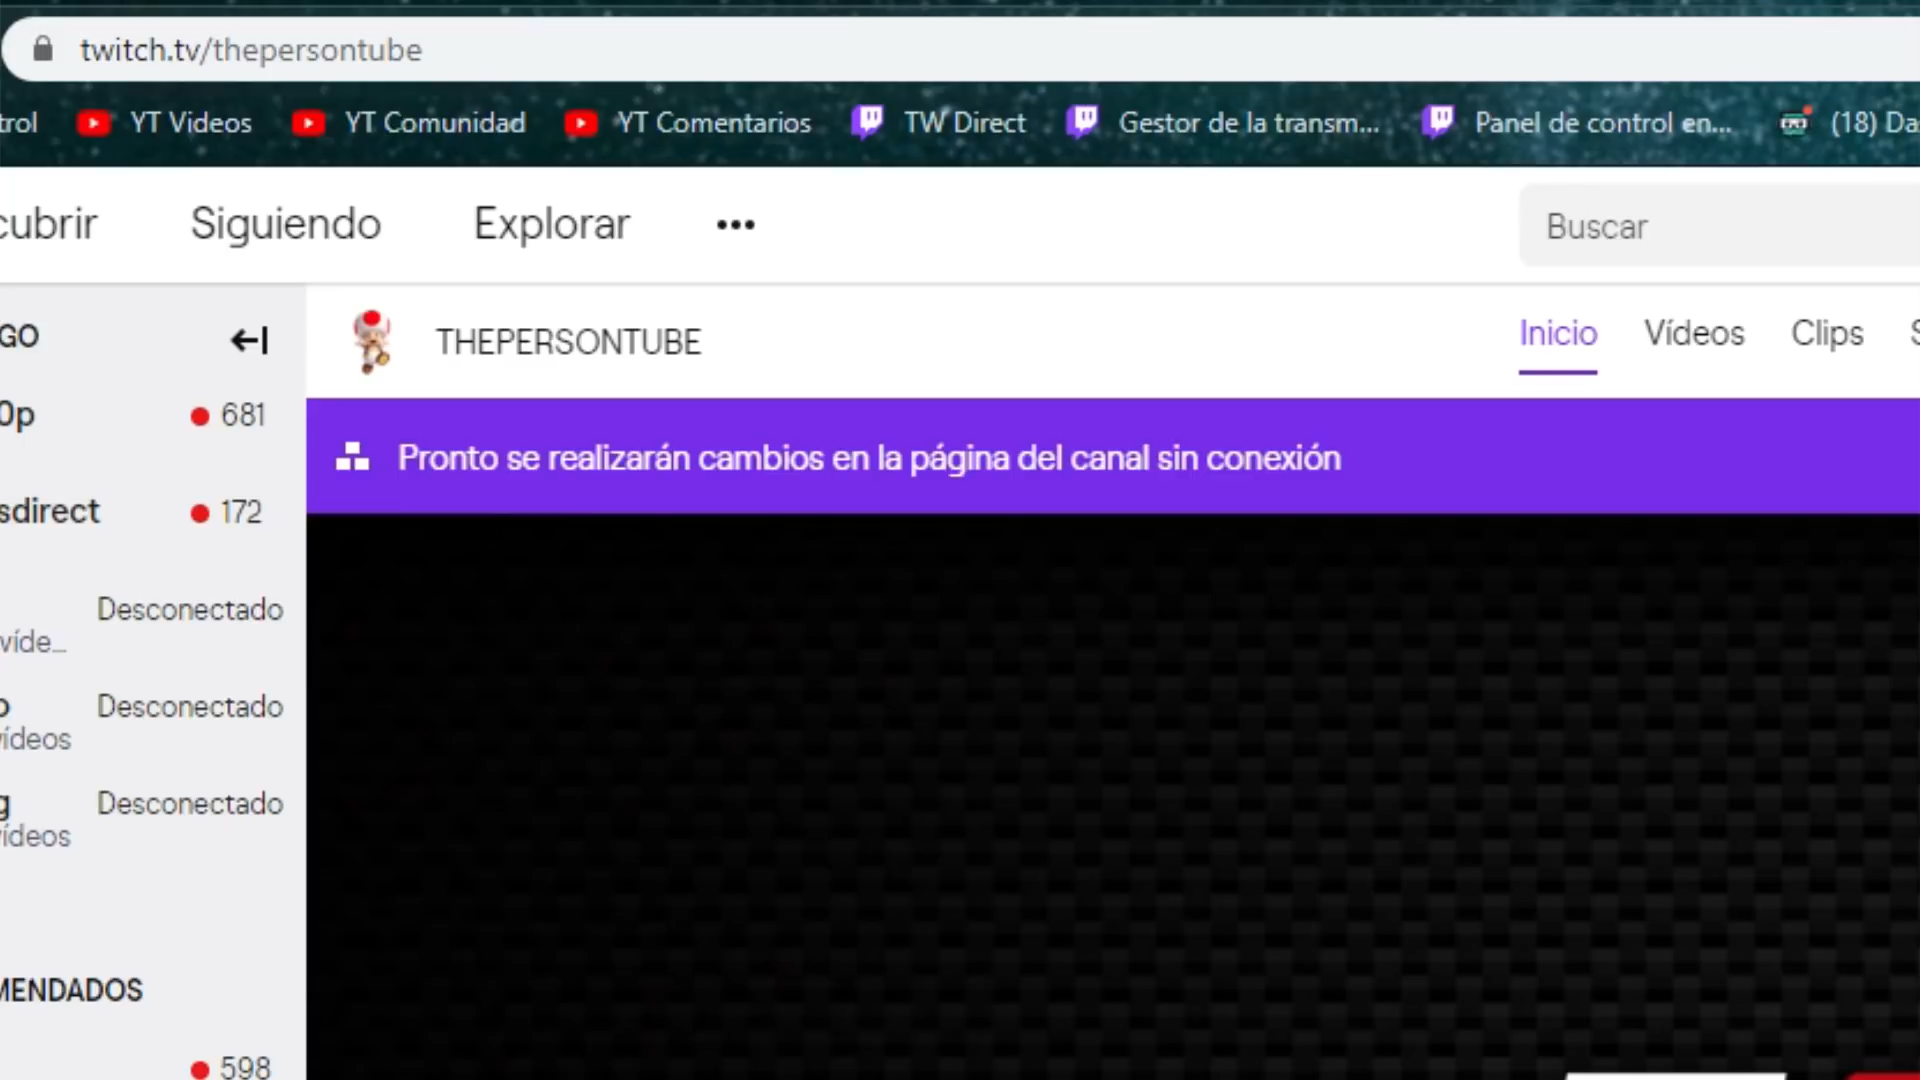 twitch.tv/thepersontube
trol YT Videos YT Comunidad YT Comentarios TW Direct Gestor de la transm... Panel de control en... (18) Da
cubrir Siguiendo Explorar ••• Buscar
GO THEPERSONTUBE Inicio Vídeos Clips S
0p 681
Pronto se realizarán cambios en la página del canal sin conexión
sdirect 172
Desconectado
víde...
o Desconectado
vídeos
g Desconectado
vídeos
MENDADOS
598